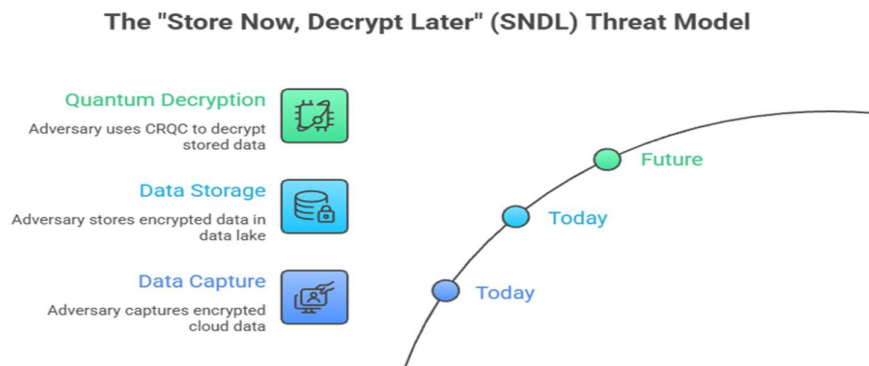 The "Store Now, Decrypt Later" (SNDL) Threat Model
Quantum Decryption
Adversary uses CRQC to decrypt
stored data
Future
Data Storage
Adversary stores encrypted data in
data lake
Today
Data Capture
Adversary captures encrypted
cloud data
Today